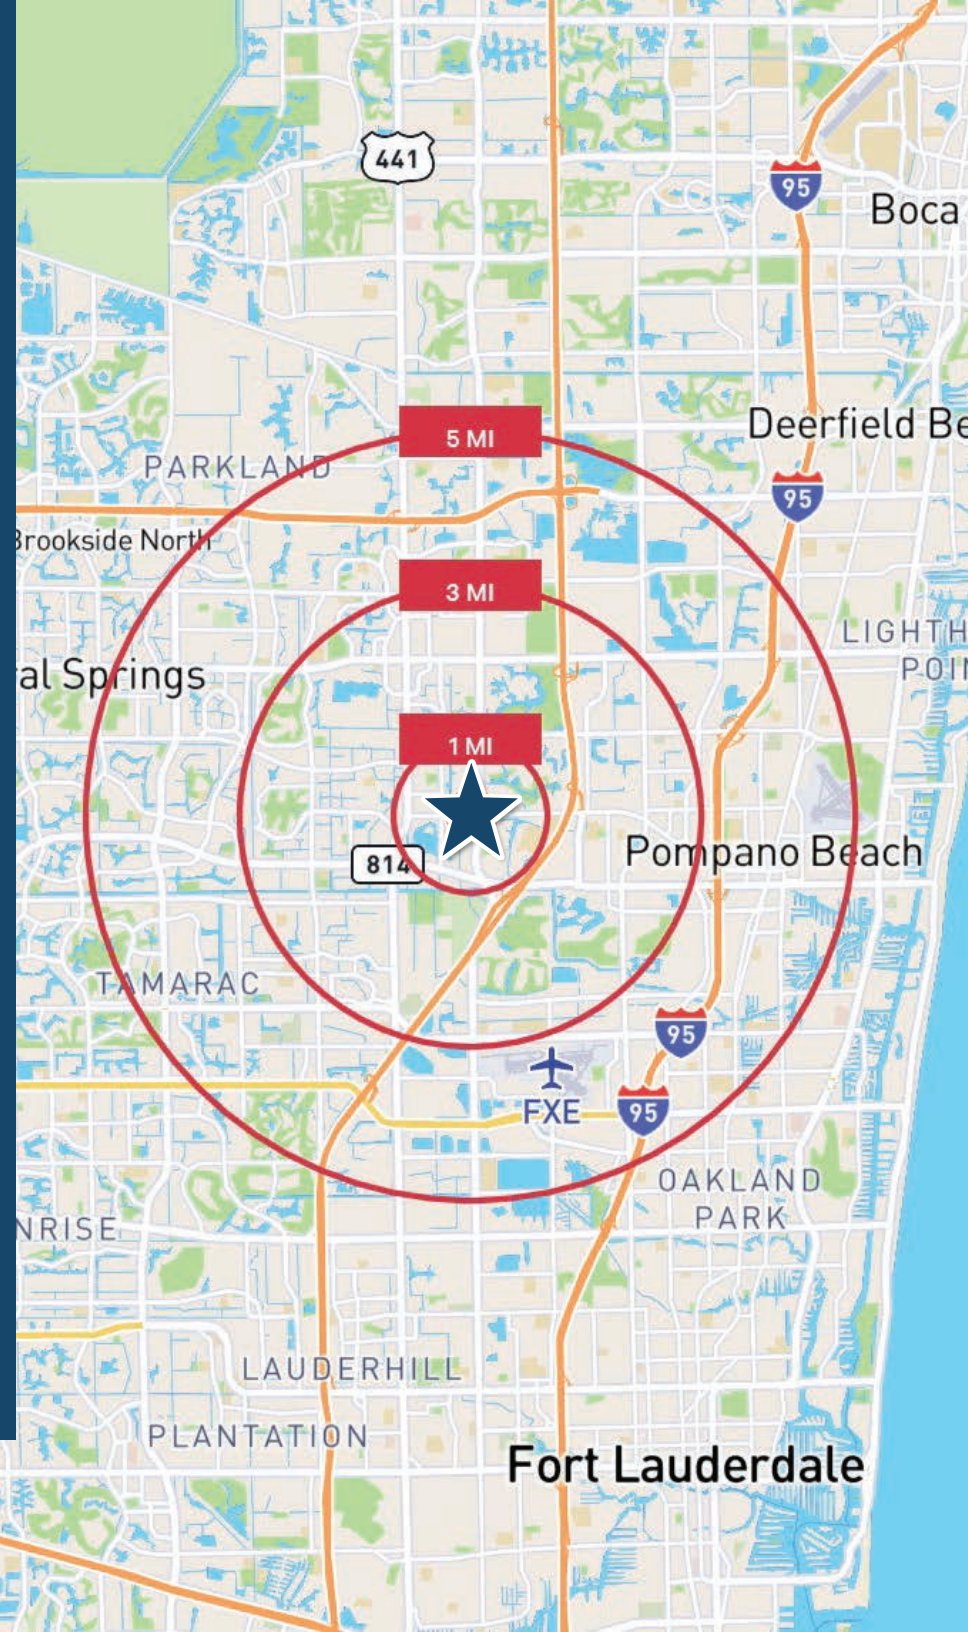 441
95
Boca
Deerfield Be
5 MI
PARKLAND
95
Brookside North
3 MI
LIGHTH
POIN
al Springs
1 MI
814
Pompano Beach
TAMARAC
95
FXE
95
OAKLAND
PARK
NRISE
LAUDERHILL
PLANTATION
Fort Lauderdale